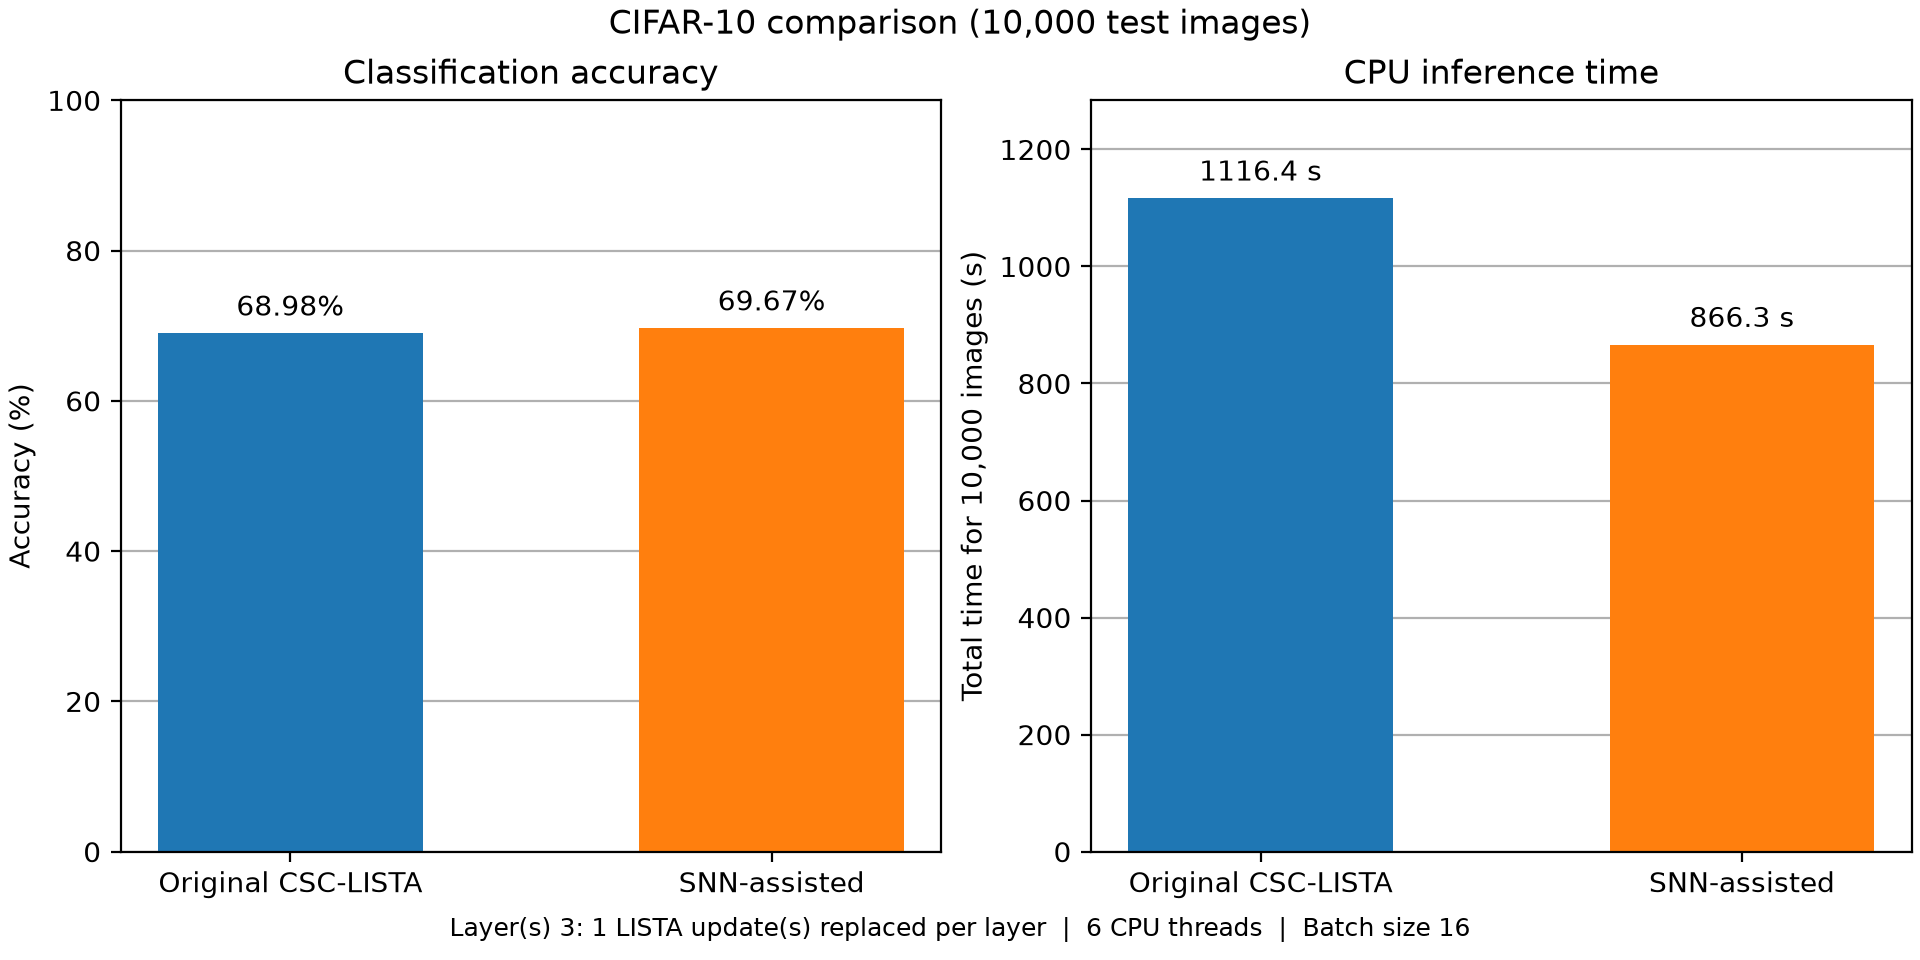 CIFAR-10 comparison (10,000 test images)
Classification accuracy
Accuracy (%)
100
80
60
40
20
0
68.98%
69.67%
Original CSC-LISTA
SNN-assisted
CPU inference time
Total time for 10,000 images (s)
1200
1000
800
600
400
200
0
1116.4 s
866.3 s
Original CSC-LISTA
SNN-assisted
Layer(s) 3: 1 LISTA update(s) replaced per layer | 6 CPU threads | Batch size 16